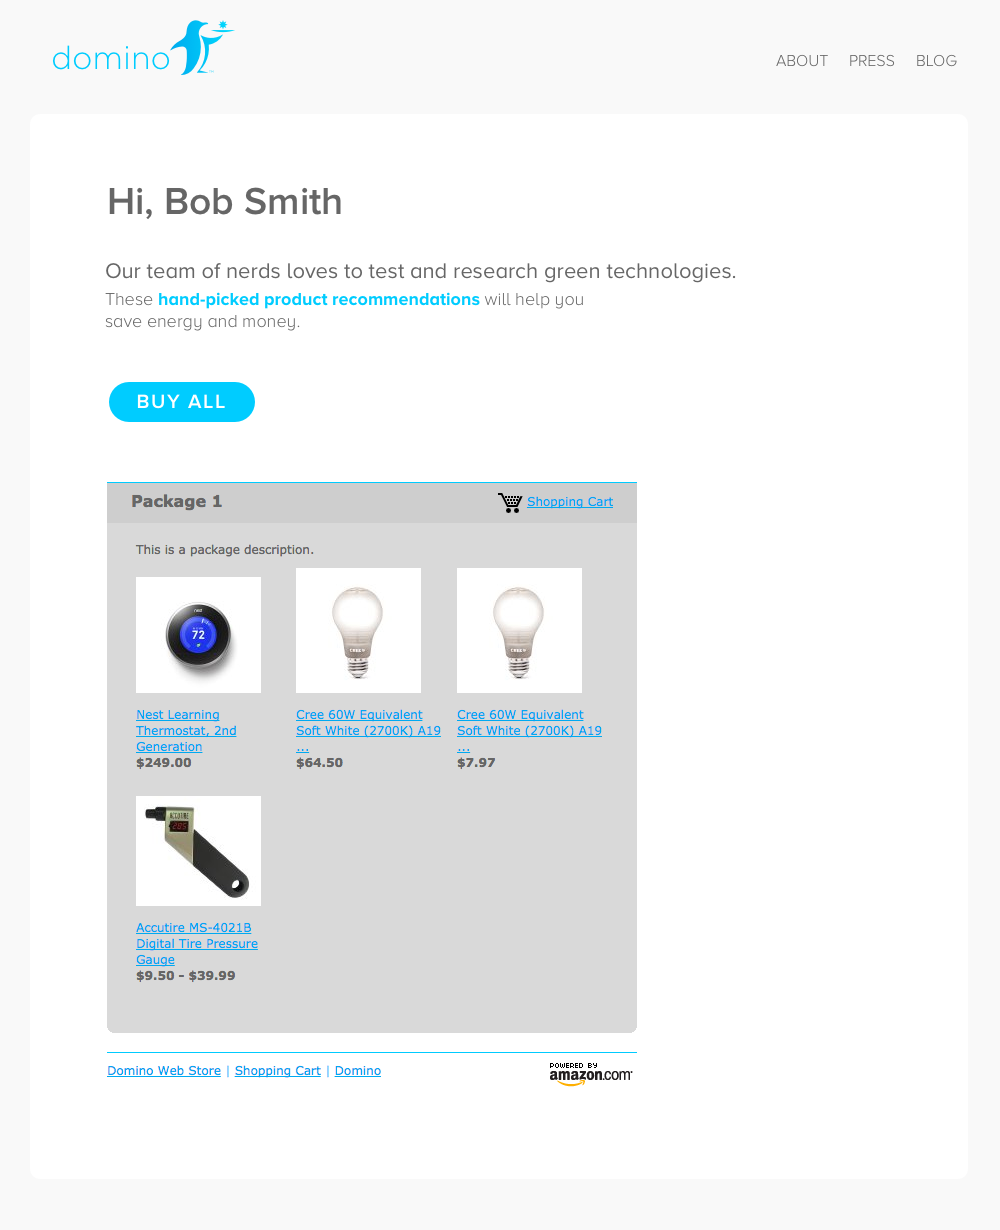 domino
ABOUT PRESS BLOG
Hi, Bob Smith
Our team of nerds loves to test and research green technologies.
These hand-picked product recommendations will help you
save energy and money.
BUY ALL
Package 1
Shopping Cart
This is a package description.
nest
72
CREE
CREE
Nest Learning
Thermostat, 2nd
Generation
$249.00
Cree 60W Equivalent
Soft White (2700K) A19
...
$64.50
Cree 60W Equivalent
Soft White (2700K) A19
...
$7.97
ACCUTIRE
Accutire MS-4021B
Digital Tire Pressure
Gauge
$9.50 - $39.99
Domino Web Store | Shopping Cart | Domino
POWERED BY
amazon.com